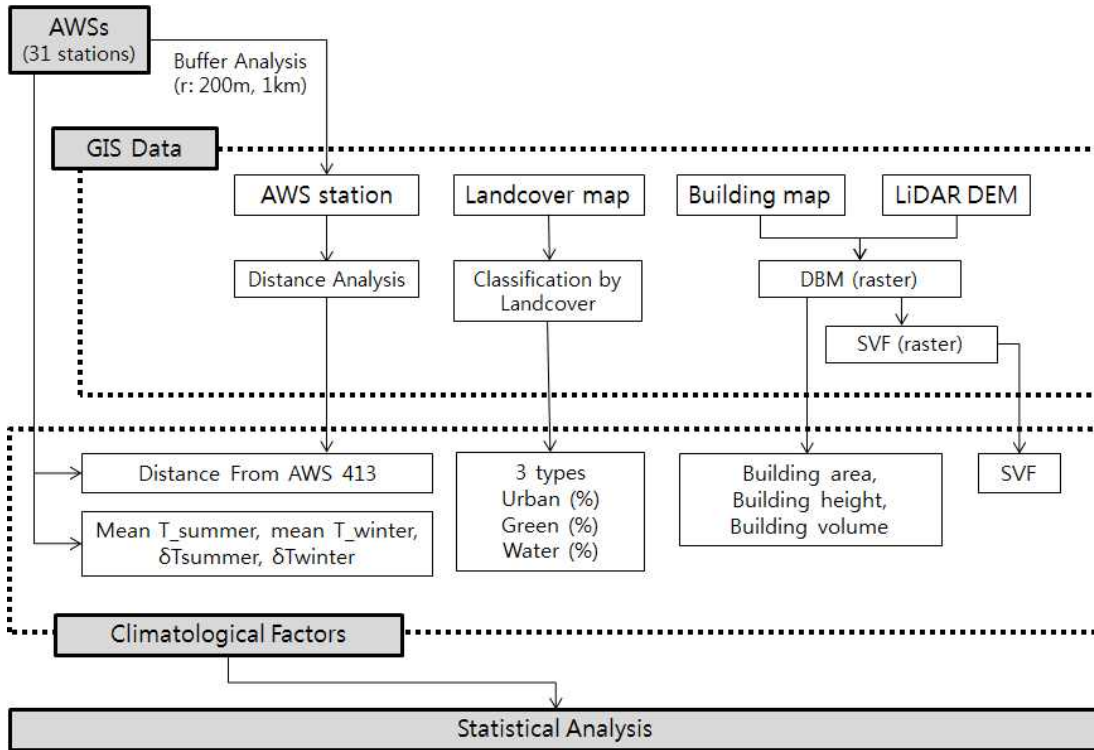 AWSs
(31 stations)
Buffer Analysis
(r: 200m, 1km)
GIS Data
AWS station
Landcover map
Building map
LiDAR DEM
Distance Analysis
Classification by
Landcover
DBM (raster)
SVF (raster)
Distance From AWS 413
3 types
Urban (%)
Green (%)
Water (%)
Building area,
Building height,
Building volume
SVF
Mean T_summer, mean T_winter,
δTsummer, δTwinter
Climatological Factors
Statistical Analysis